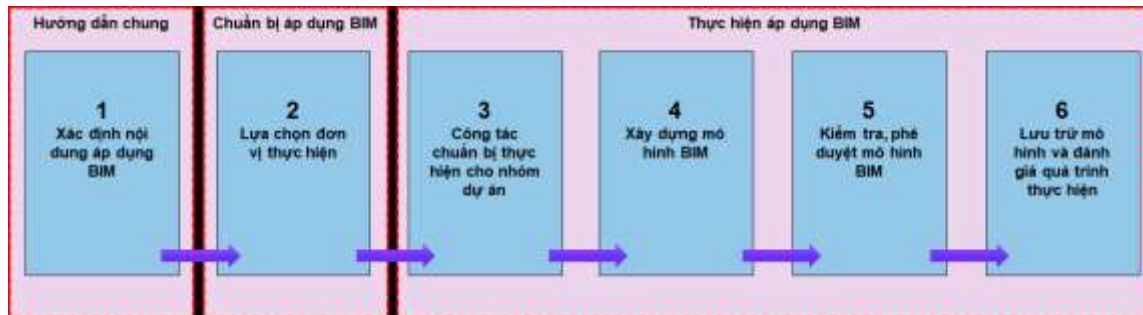 Hướng dẫn chung
Chuẩn bị áp dụng BIM
Thực hiện áp dụng BIM
1
Xác định nội
dung áp dụng
BIM
2
Lựa chọn đơn
vị thực hiện
3
Công tác
chuẩn bị thực
hiện cho nhóm
dự án
4
Xây dựng mô
hình BIM
5
Kiểm tra, phê
duyệt mô hình
BIM
6
Lưu trữ mô
hình và đánh
giá quá trình
thực hiện